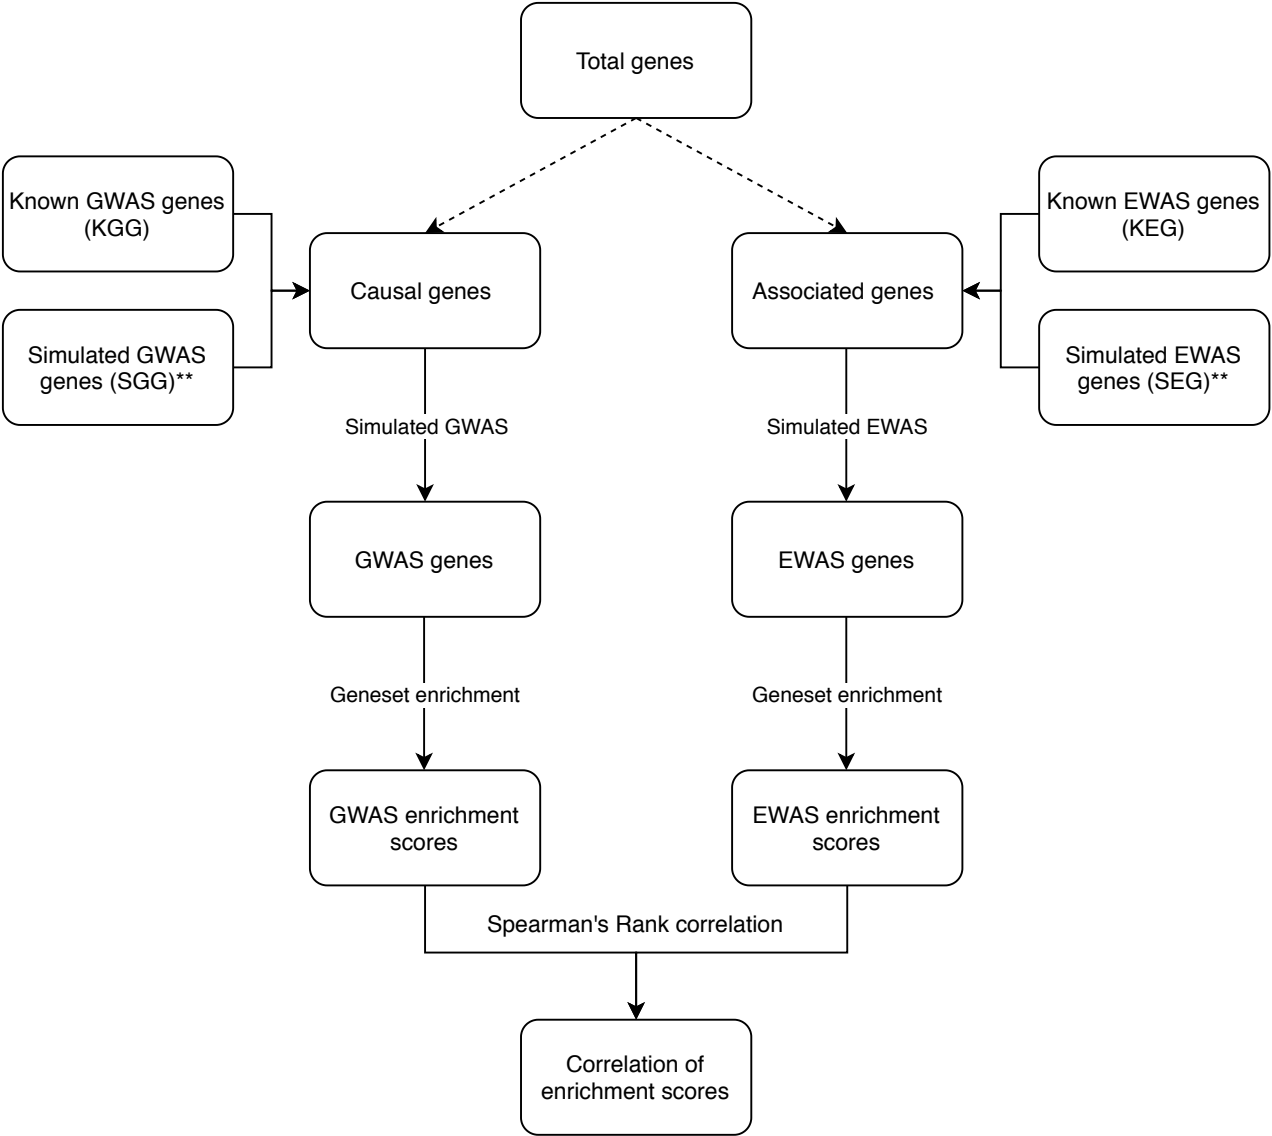 Total genes
Known GWAS genes
(KGG)
Known EWAS genes
(KEG)
Causal genes
Associated genes
Simulated GWAS
genes (SGG)**
Simulated EWAS
genes (SEG)**
Simulated GWAS
Simulated EWAS
GWAS genes
EWAS genes
Geneset enrichment
Geneset enrichment
GWAS enrichment
scores
EWAS enrichment
scores
Spearman's Rank correlation
Correlation of
enrichment scores